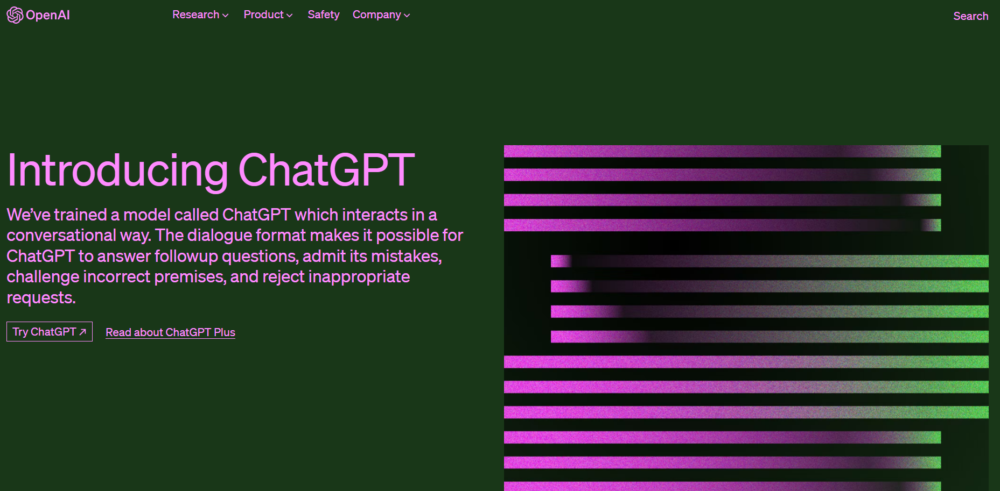 OpenAI
Research
Product
Safety
Company
Search
Introducing ChatGPT
We’ve trained a model called ChatGPT which interacts in a
conversational way. The dialogue format makes it possible for
ChatGPT to answer followup questions, admit its mistakes,
challenge incorrect premises, and reject inappropriate
requests.
Try ChatGPT ↗
Read about ChatGPT Plus